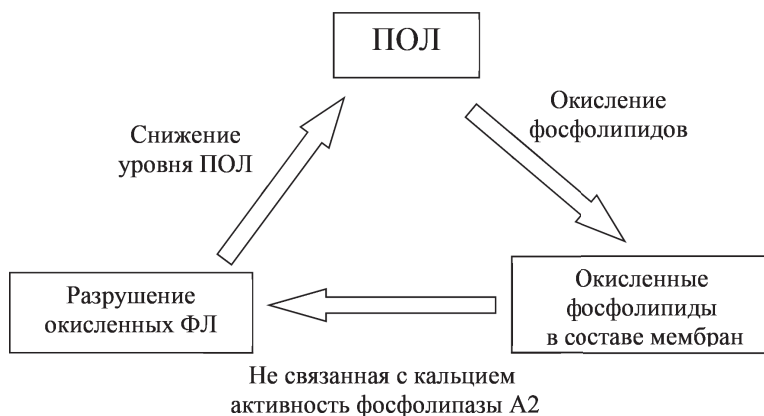 ПОЛ
Окисление
фосфолипидов
Снижение
уровня ПОЛ
Разрушение
окисленных ФЛ
Окисленные
фосфолипиды
в составе мембран
Не связанная с кальцием
активность фосфолипазы А2